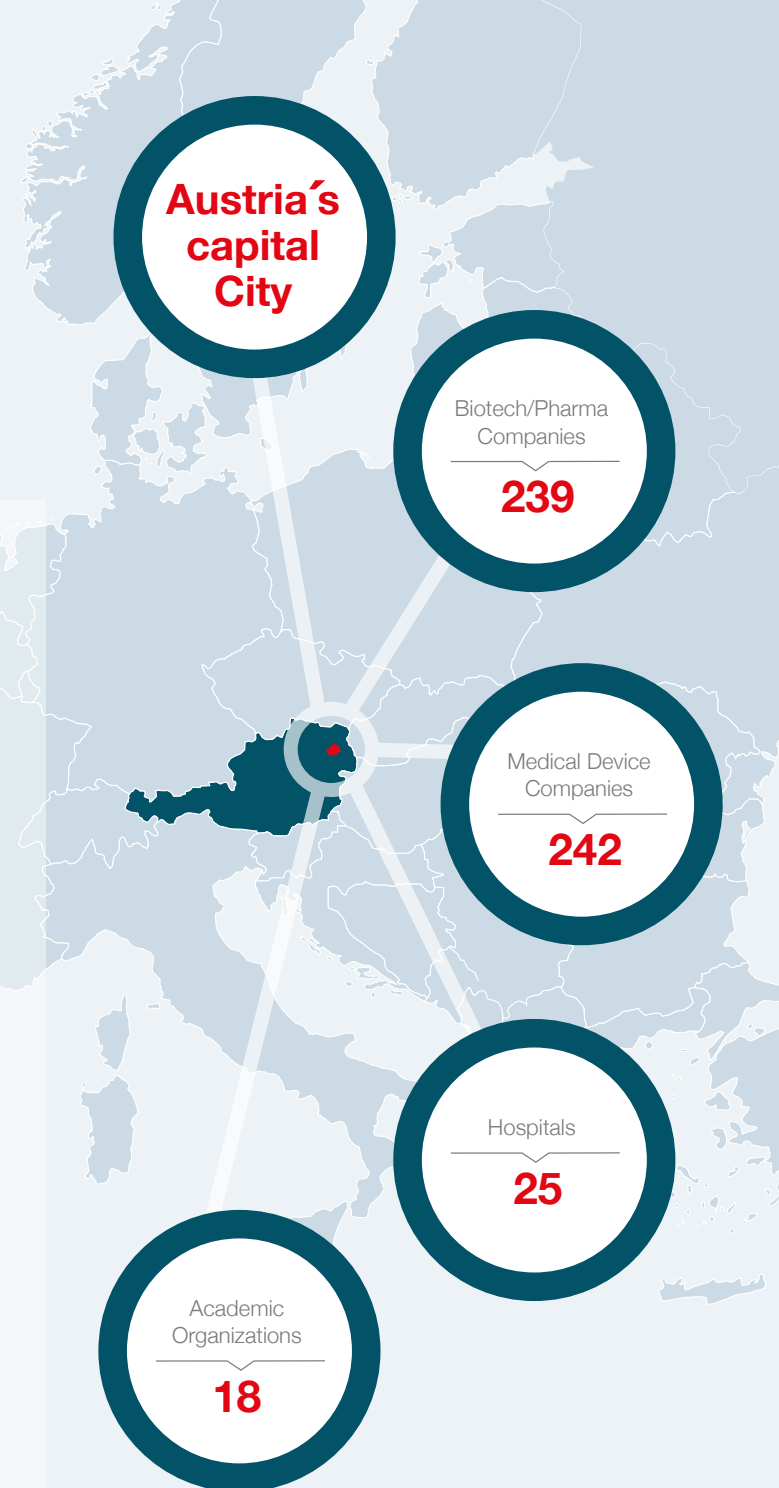 Austria´s
capital
City
Biotech/Pharma
Companies
239
Medical Device
Companies
242
Hospitals
25
Academic
Organizations
18